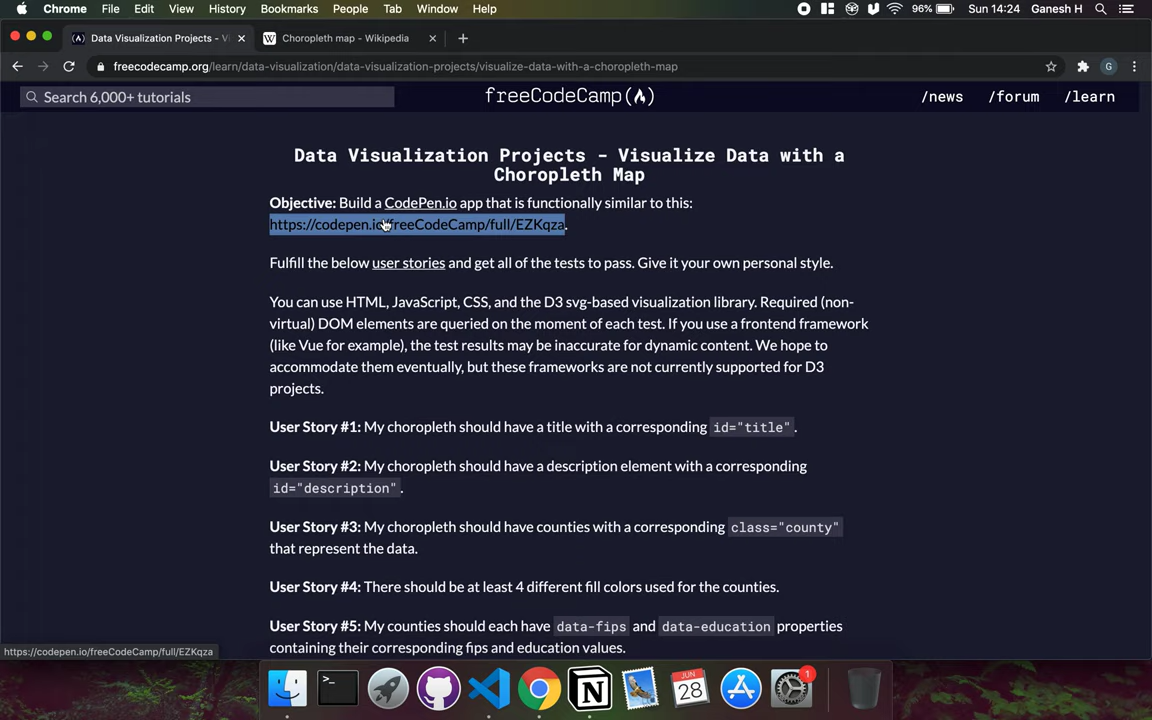 Chrome File Edit View History Bookmarks People Tab Window Help 96% Sun 14:24 Ganesh H
Data Visualization Projects - Vi
Choropleth map - Wikipedia
freecodecamp.org/learn/data-visualization/data-visualization-projects/visualize-data-with-a-choropleth-map G
Search 6,000+ tutorials freeCodeCamp /news /forum /learn
Data Visualization Projects - Visualize Data with a
Choropleth Map
Objective: Build a CodePen.io app that is functionally similar to this:
https://codepen.io/freeCodeCamp/full/EZKqza.
Fulfill the below user stories and get all of the tests to pass. Give it your own personal style.
You can use HTML, JavaScript, CSS, and the D3 svg-based visualization library. Required (non-
virtual) DOM elements are queried on the moment of each test. If you use a frontend framework
(like Vue for example), the test results may be inaccurate for dynamic content. We hope to
accommodate them eventually, but these frameworks are not currently supported for D3
projects.
User Story #1: My choropleth should have a title with a corresponding id="title".
User Story #2: My choropleth should have a description element with a corresponding
id="description".
User Story #3: My choropleth should have counties with a corresponding class="county"
that represent the data.
User Story #4: There should be at least 4 different fill colors used for the counties.
User Story #5: My counties should each have data-fips and data-education properties
containing their corresponding fips and education values.
https://codepen.io/freeCodeCamp/full/EZKqza
JUN
28
1